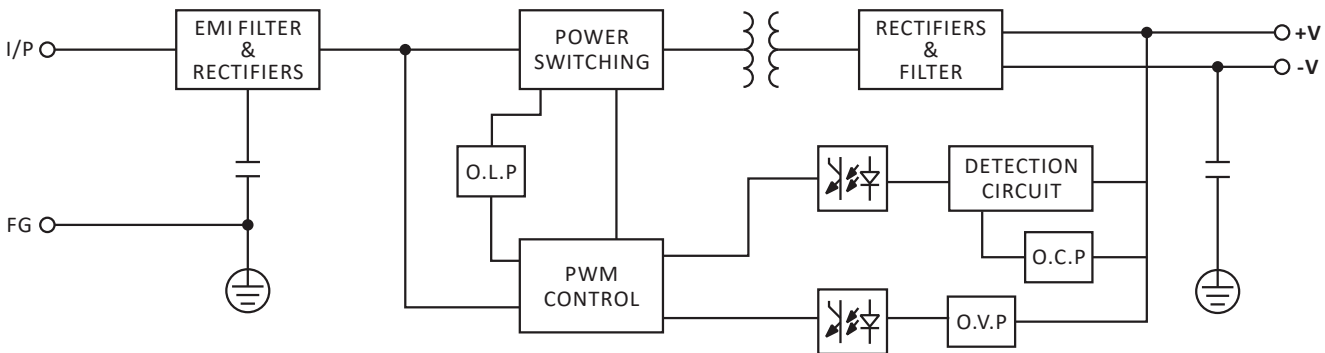 I/P
EMI FILTER
&
RECTIFIERS
POWER
SWITCHING
RECTIFIERS
&
FILTER
+V
-V
O.L.P
DETECTION
CIRCUIT
FG
O.C.P
PWM
CONTROL
O.V.P